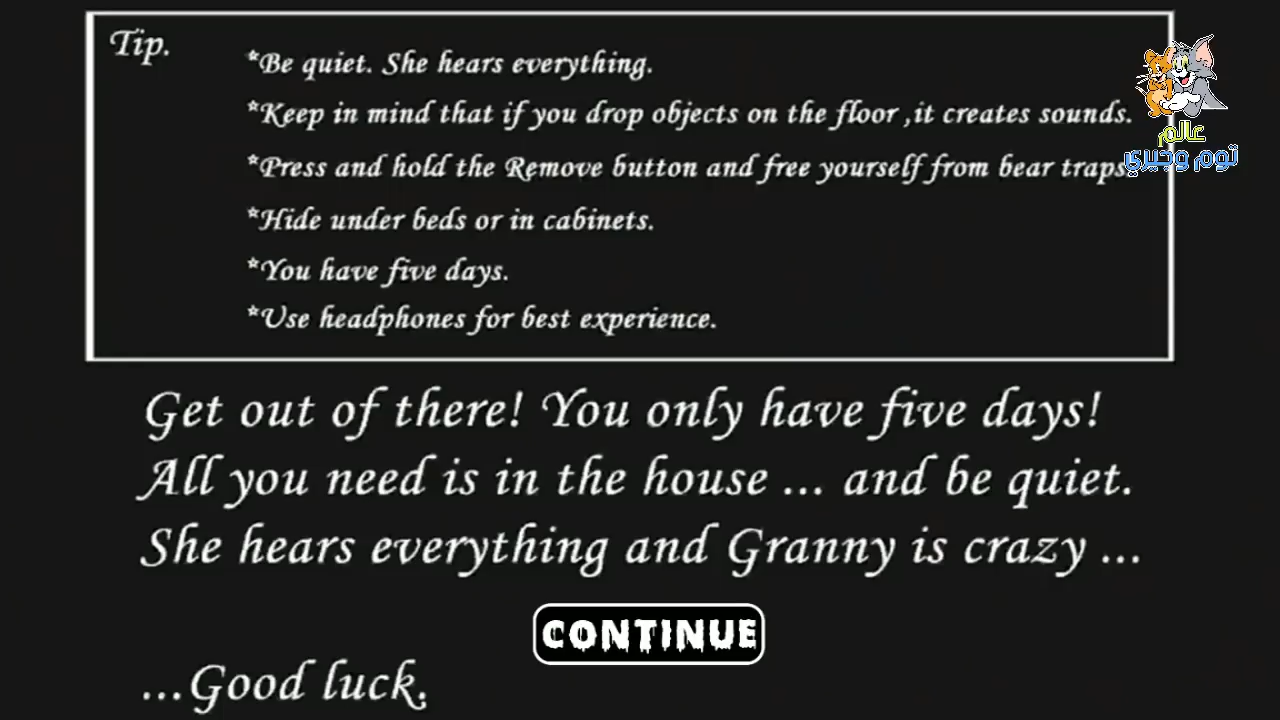 Tip.
*Be quiet. She hears everything.
*Keep in mind that if you drop objects on the floor ,it creates sounds.
*Press and hold the Remove button and free yourself from bear traps.
*Hide under beds or in cabinets.
*You have five days.
*Use headphones for best experience.
عالم
توم وجيري
Get out of there! You only have five days!
All you need is in the house ... and be quiet.
She hears everything and Granny is crazy ...
CONTINUE
...Good luck.